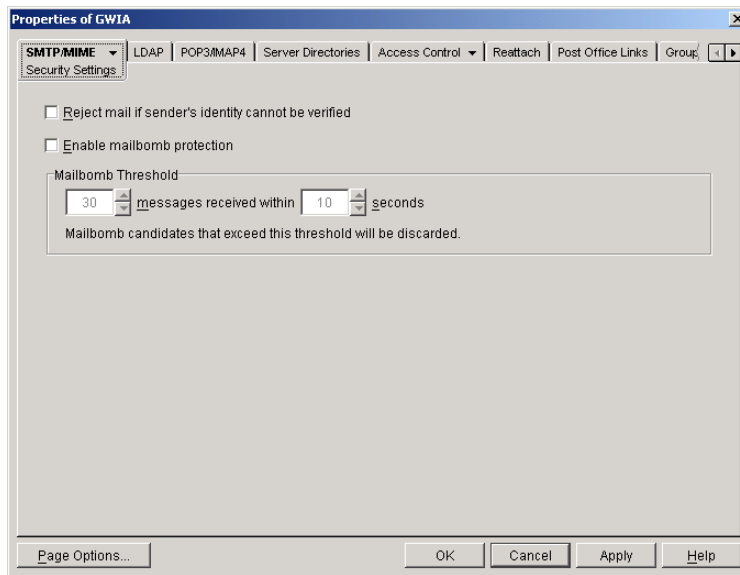 Properties of GWIA
SMTP/MIME LDAP POP3/IMAP4 Server Directories Access Control Reattach Post Office Links Group
Security Settings
Reject mail if sender's identity cannot be verified
Enable mailbomb protection
Mailbomb Threshold
30 messages received within 10 seconds
Mailbomb candidates that exceed this threshold will be discarded.
Page Options... OK Cancel Apply Help